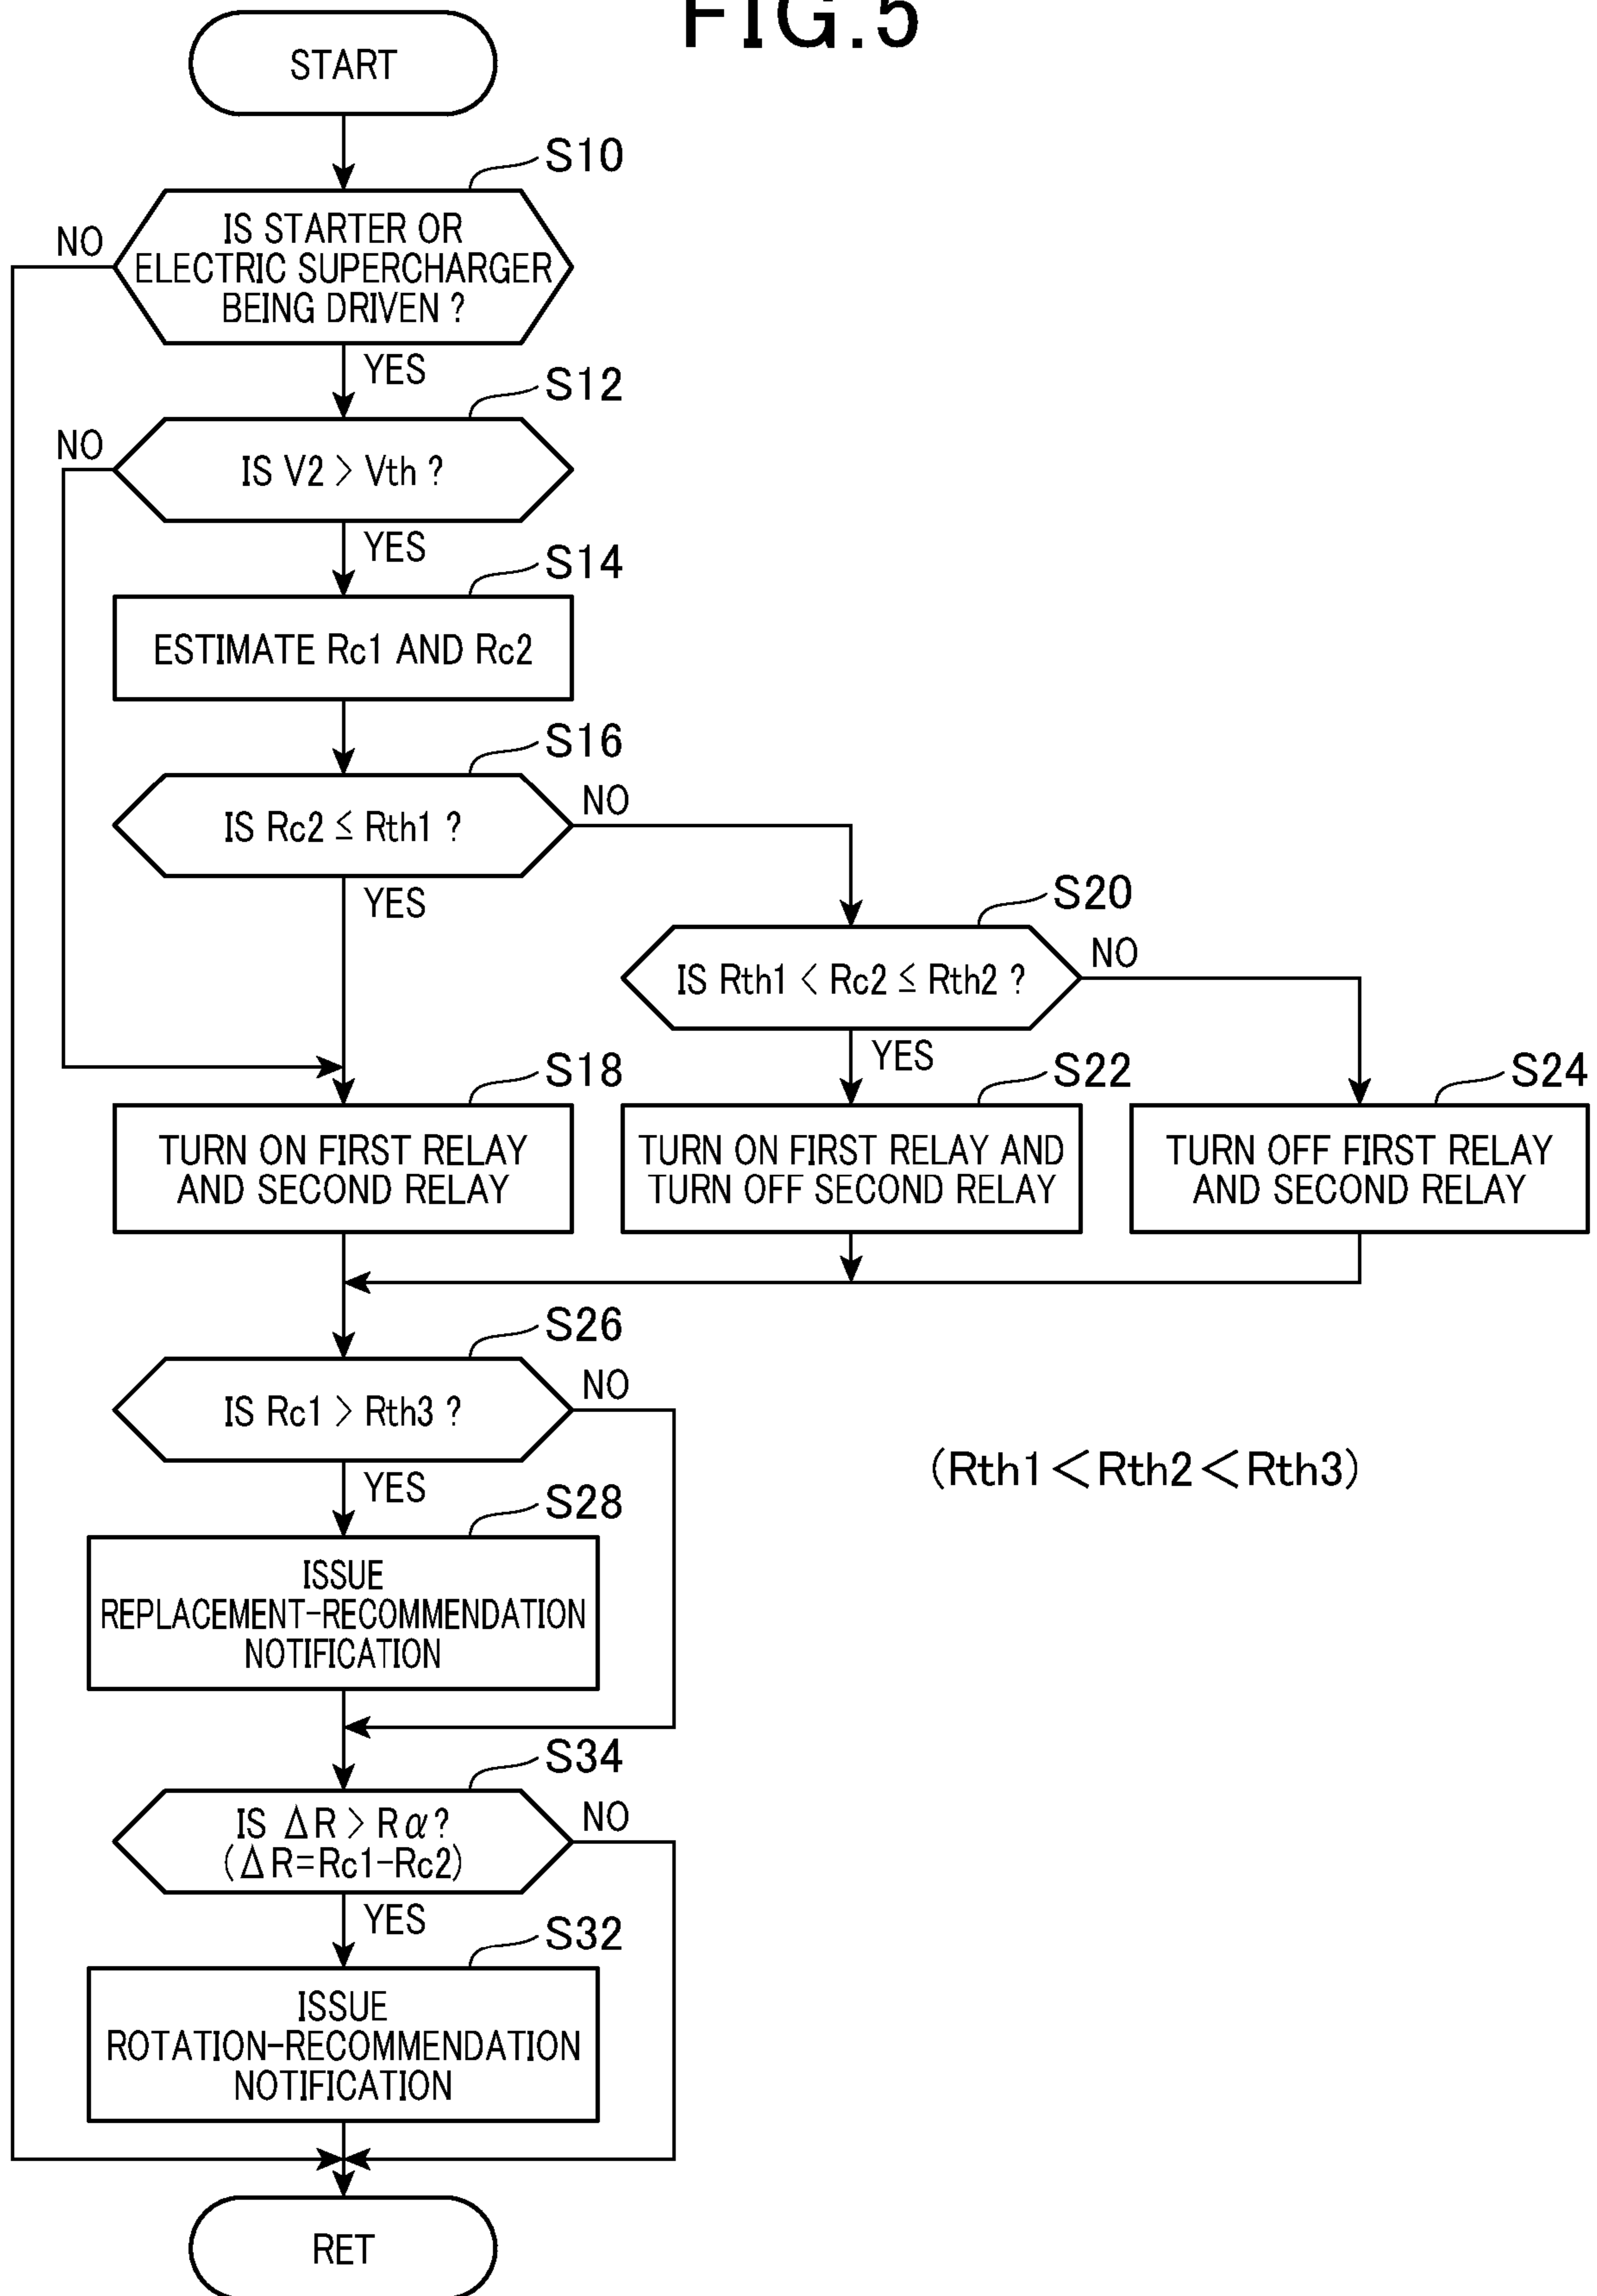 FIG.5
START
S10
IS STARTER OR
ELECTRIC SUPERCHARGER
BEING DRIVEN ?
NO
YES
S12
IS V2 > Vth ?
NO
YES
S14
ESTIMATE Rc1 AND Rc2
S16
IS Rc2 ≤ Rth1 ?
NO
YES
S20
IS Rth1 < Rc2 ≤ Rth2 ?
NO
YES
S18
TURN ON FIRST RELAY
AND SECOND RELAY
S22
TURN ON FIRST RELAY AND
TURN OFF SECOND RELAY
S24
TURN OFF FIRST RELAY
AND SECOND RELAY
S26
IS Rc1 > Rth3 ?
NO
YES
(Rth1<Rth2<Rth3)
S28
ISSUE
REPLACEMENT-RECOMMENDATION
NOTIFICATION
S34
IS ΔR > Rα?
(ΔR=Rc1-Rc2)
NO
YES
S32
ISSUE
ROTATION-RECOMMENDATION
NOTIFICATION
RET